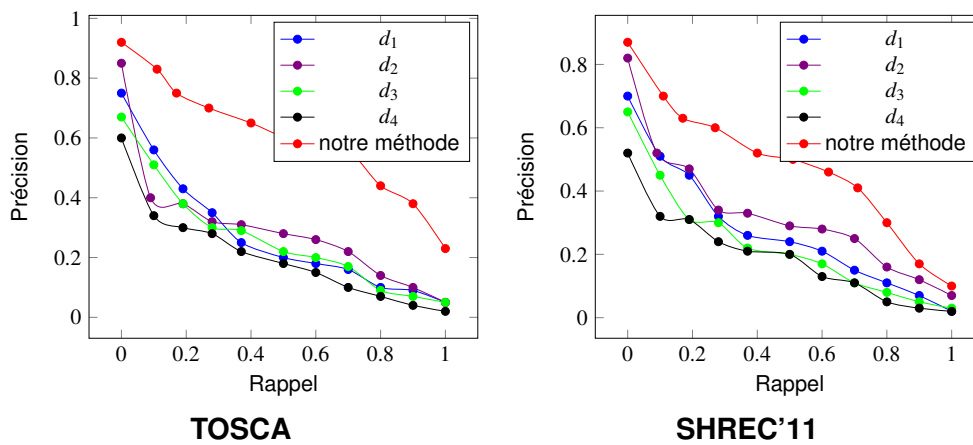 1
0.8
0.6
0.4
0.2
0
Précision
0
0.2
0.4
0.6
0.8
1
Rappel
d1
d2
d3
d4
notre méthode
TOSCA
0.8
0.6
0.4
0.2
0
Précision
0
0.2
0.4
0.6
0.8
1
Rappel
d1
d2
d3
d4
notre méthode
SHREC'11